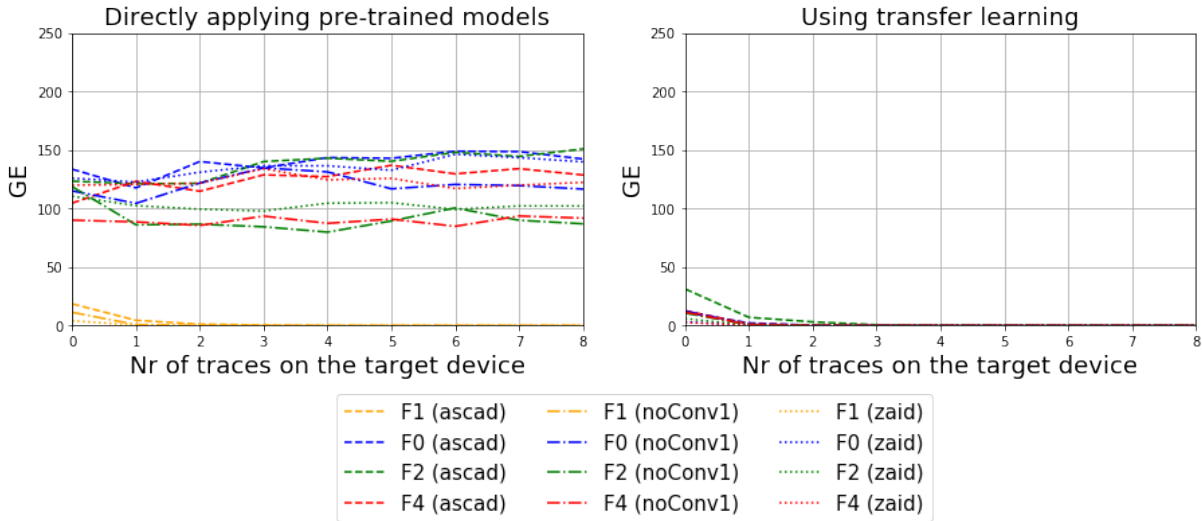 Directly applying pre-trained models
Using transfer learning
250
200
150
100
50
0
GE
0 1 2 3 4 5 6 7 8
Nr of traces on the target device
250
200
150
100
50
0
GE
0 1 2 3 4 5 6 7 8
Nr of traces on the target device
F1 (ascad) F1 (noConv1) F1 (zaid)
F0 (ascad) F0 (noConv1) F0 (zaid)
F2 (ascad) F2 (noConv1) F2 (zaid)
F4 (ascad) F4 (noConv1) F4 (zaid)